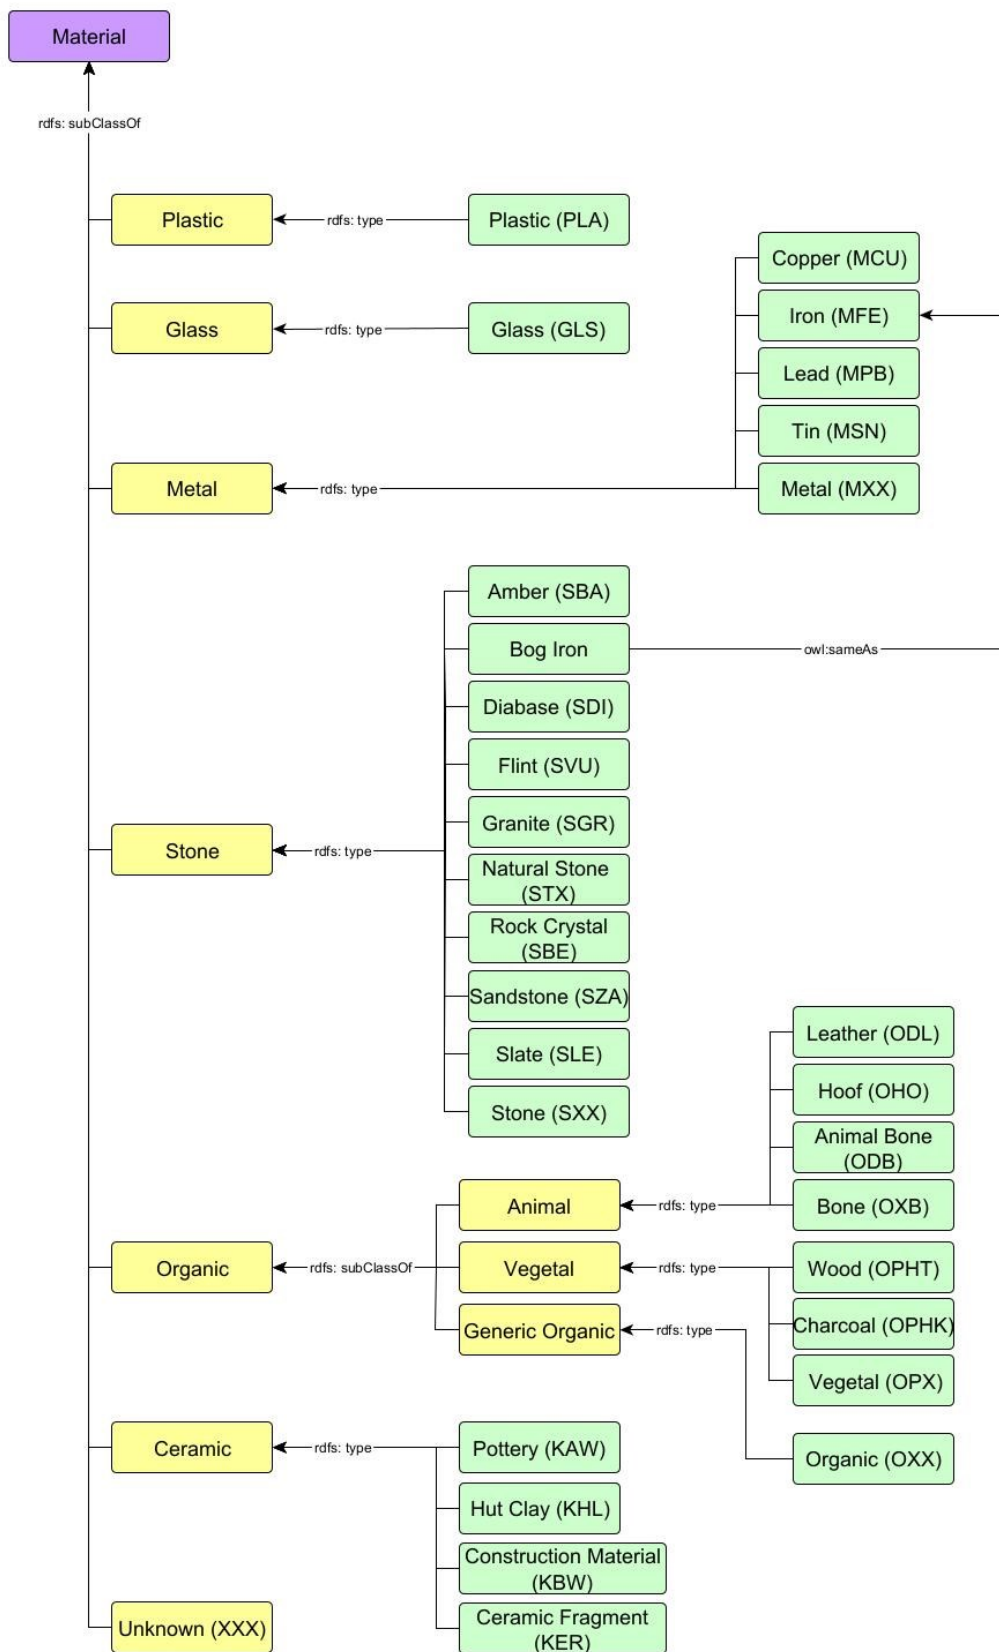 Material
rdfs: subClassOf
Plastic
rdfs: type
Plastic (PLA)
Copper (MCU)
Glass
rdfs: type
Glass (GLS)
Iron (MFE)
Lead (MPB)
Tin (MSN)
Metal
rdfs: type
Metal (MXX)
Amber (SBA)
Bog Iron
owl:sameAs
Diabase (SDI)
Flint (SVU)
Granite (SGR)
Stone
rdfs: type
Natural Stone
(STX)
Rock Crystal
(SBE)
Sandstone (SZA)
Slate (SLE)
Stone (SXX)
Leather (ODL)
Hoof (OHO)
Animal Bone
(ODB)
Animal
rdfs: type
Bone (OXB)
Organic
rdfs: subClassOf
Vegetal
rdfs: type
Wood (OPHT)
Generic Organic
rdfs: type
Charcoal (OPHK)
Vegetal (OPX)
Organic (OXX)
Ceramic
rdfs: type
Pottery (KAW)
Hut Clay (KHL)
Construction Material
(KBW)
Unknown (XXX)
Ceramic Fragment
(KER)